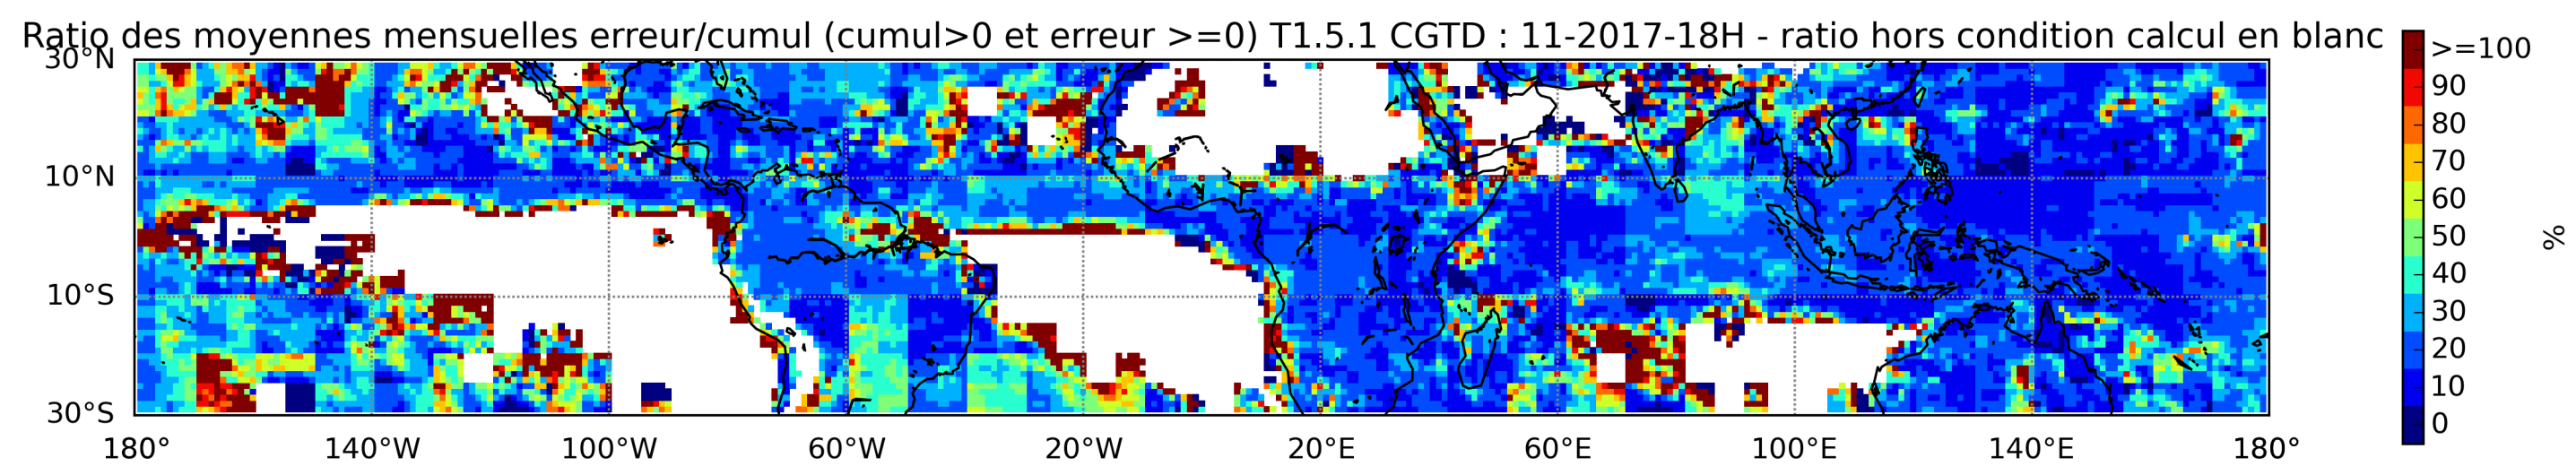 Ratio des moyennes mensuelles erreur/cumul (cumul>0 et erreur >=0) T1.5.1 CGTD : 11-2017-18H - ratio hors condition calcul en blanc
30°N
10°N
10°S
30°S
180°
140°W
100°W
60°W
20°W
20°E
60°E
100°E
140°E
180°
>=100
90
80
70
60
50
40
30
20
10
0
%